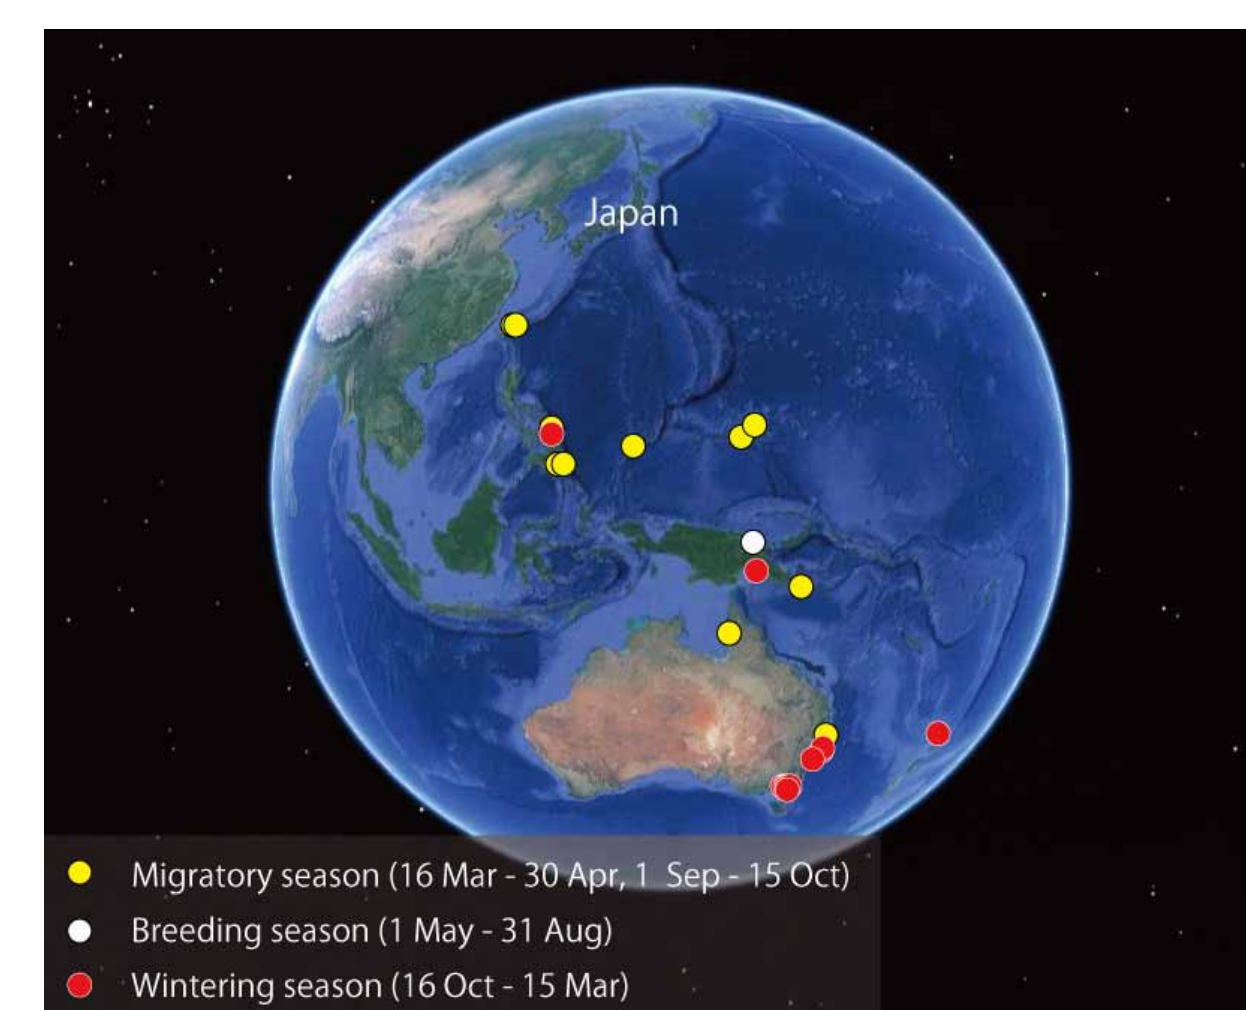 Japan
Migratory season (16 Mar - 30 Apr, 1 Sep - 15 Oct)
Breeding season (1 May - 31 Aug)
Wintering season (16 Oct - 15 Mar)